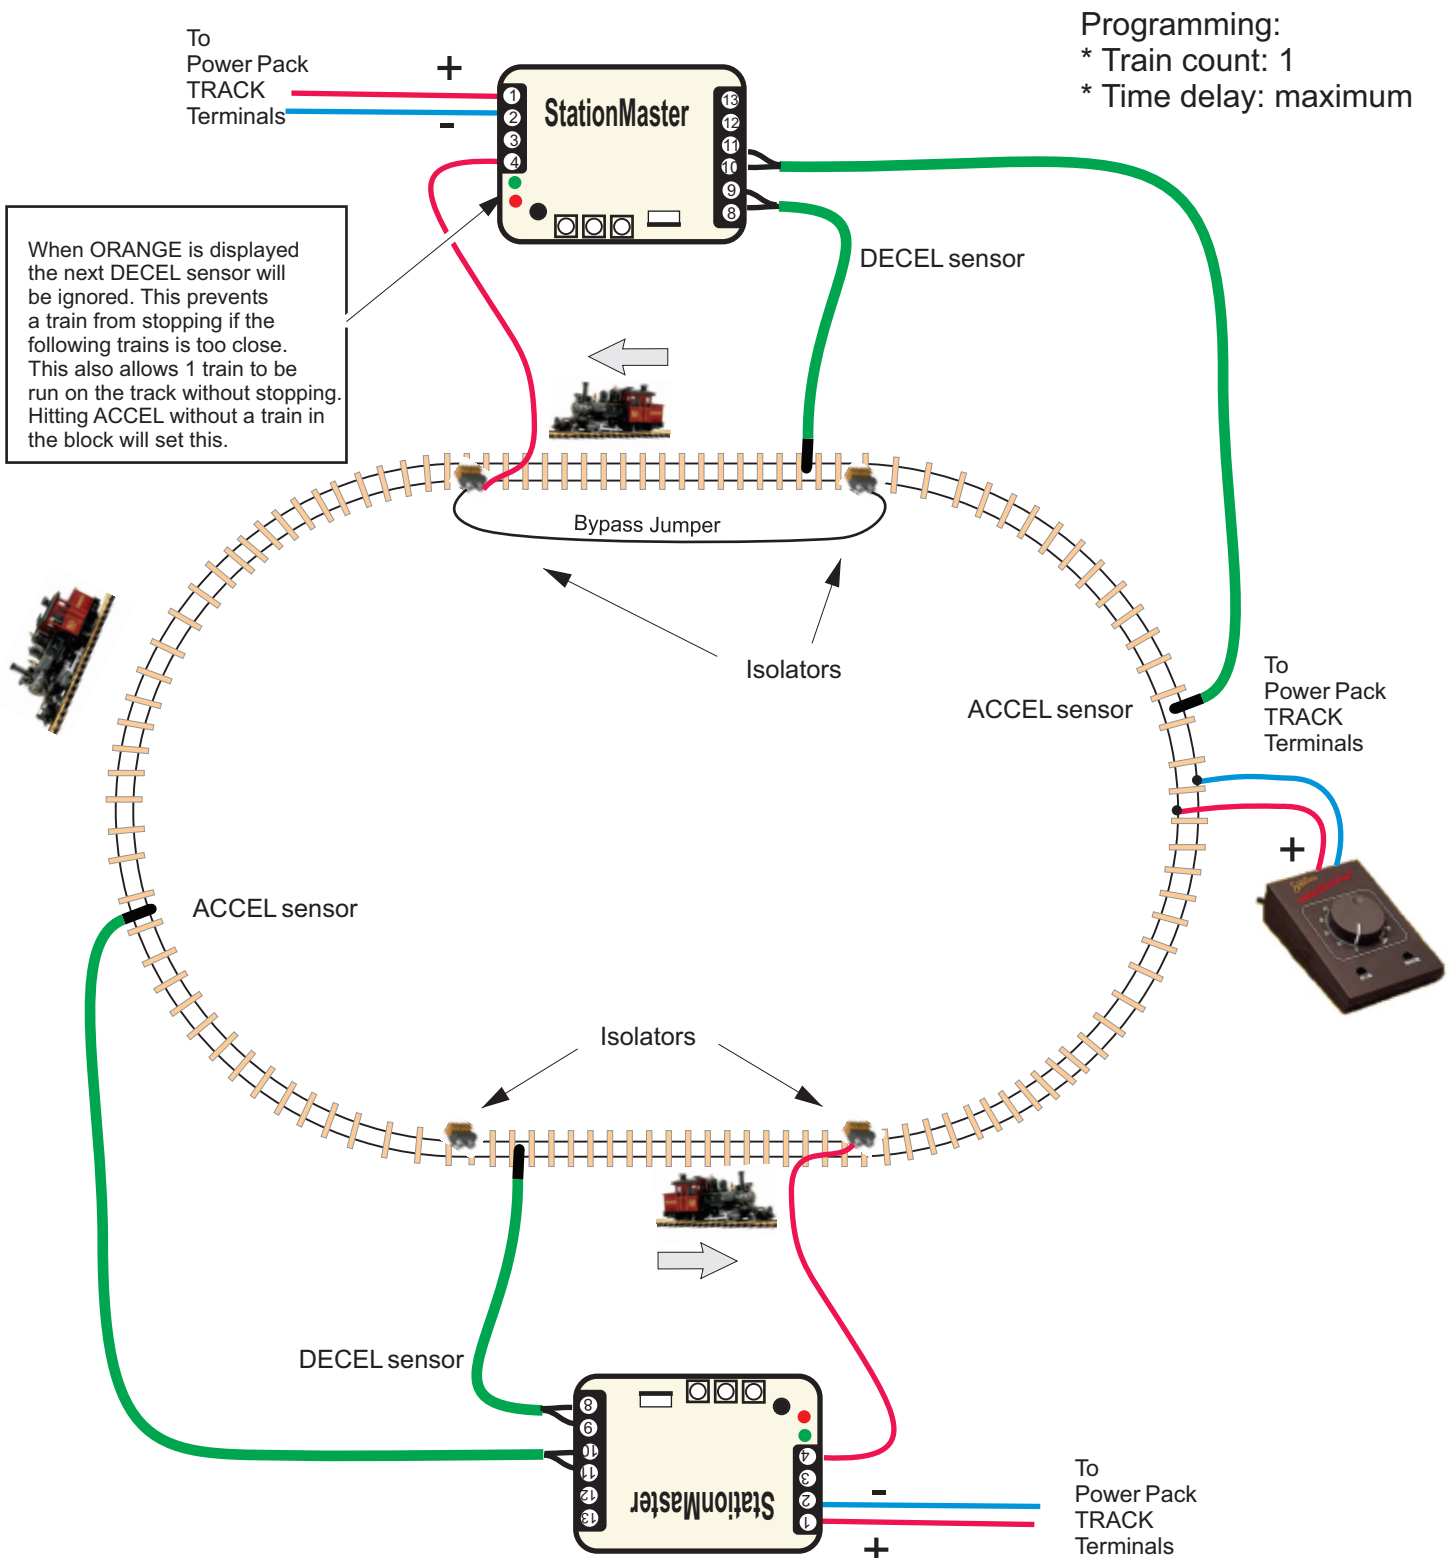 To
Power Pack
TRACK
Terminals
+
-
Programming:
* Train count: 1
* Time delay: maximum
StationMaster
1
2
3
4
13
12
11
10
9
8
When ORANGE is displayed
the next DECEL sensor will
be ignored. This prevents
a train from stopping if the
following trains is too close.
This also allows 1 train to be
run on the track without stopping.
Hitting ACCEL without a train in
the block will set this.
DECEL sensor
Bypass Jumper
Isolators
ACCEL sensor
To
Power Pack
TRACK
Terminals
+
ACCEL sensor
Isolators
DECEL sensor
8
9
10
11
12
13
4
3
2
1
StationMaster
-
+
To
Power Pack
TRACK
Terminals